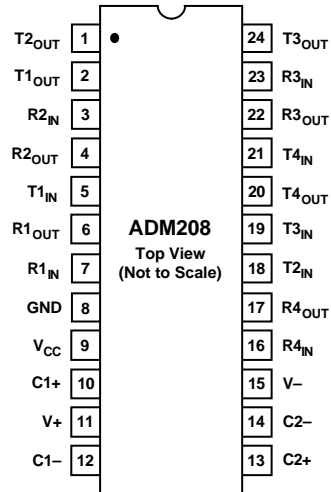 T2OUT 1 24 T3OUT
T1OUT 2 23 R3IN
R2IN 3 22 R3OUT
R2OUT 4 21 T4IN
T1IN 5 20 T4OUT
R1OUT 6 ADM208 19 T3IN
Top View
R1IN 7 (Not to Scale) 18 T2IN
GND 8 17 R4OUT
VCC 9 16 R4IN
C1+ 10 15 V–
V+ 11 14 C2–
C1– 12 13 C2+